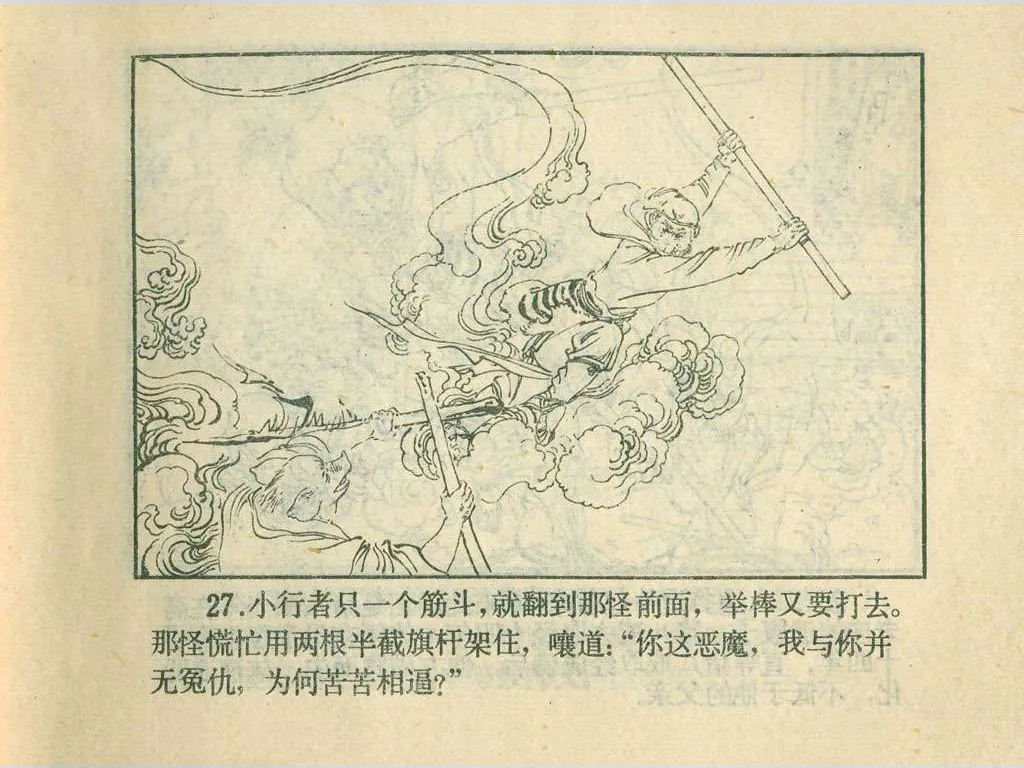 27.小行者只一个筋斗，就翻到那怪前面，举棒又要打去。
那怪慌忙用两根半截旗杆架住，嚷道：“你这恶魔，我与你并
无冤仇，为何苦苦相逼？”